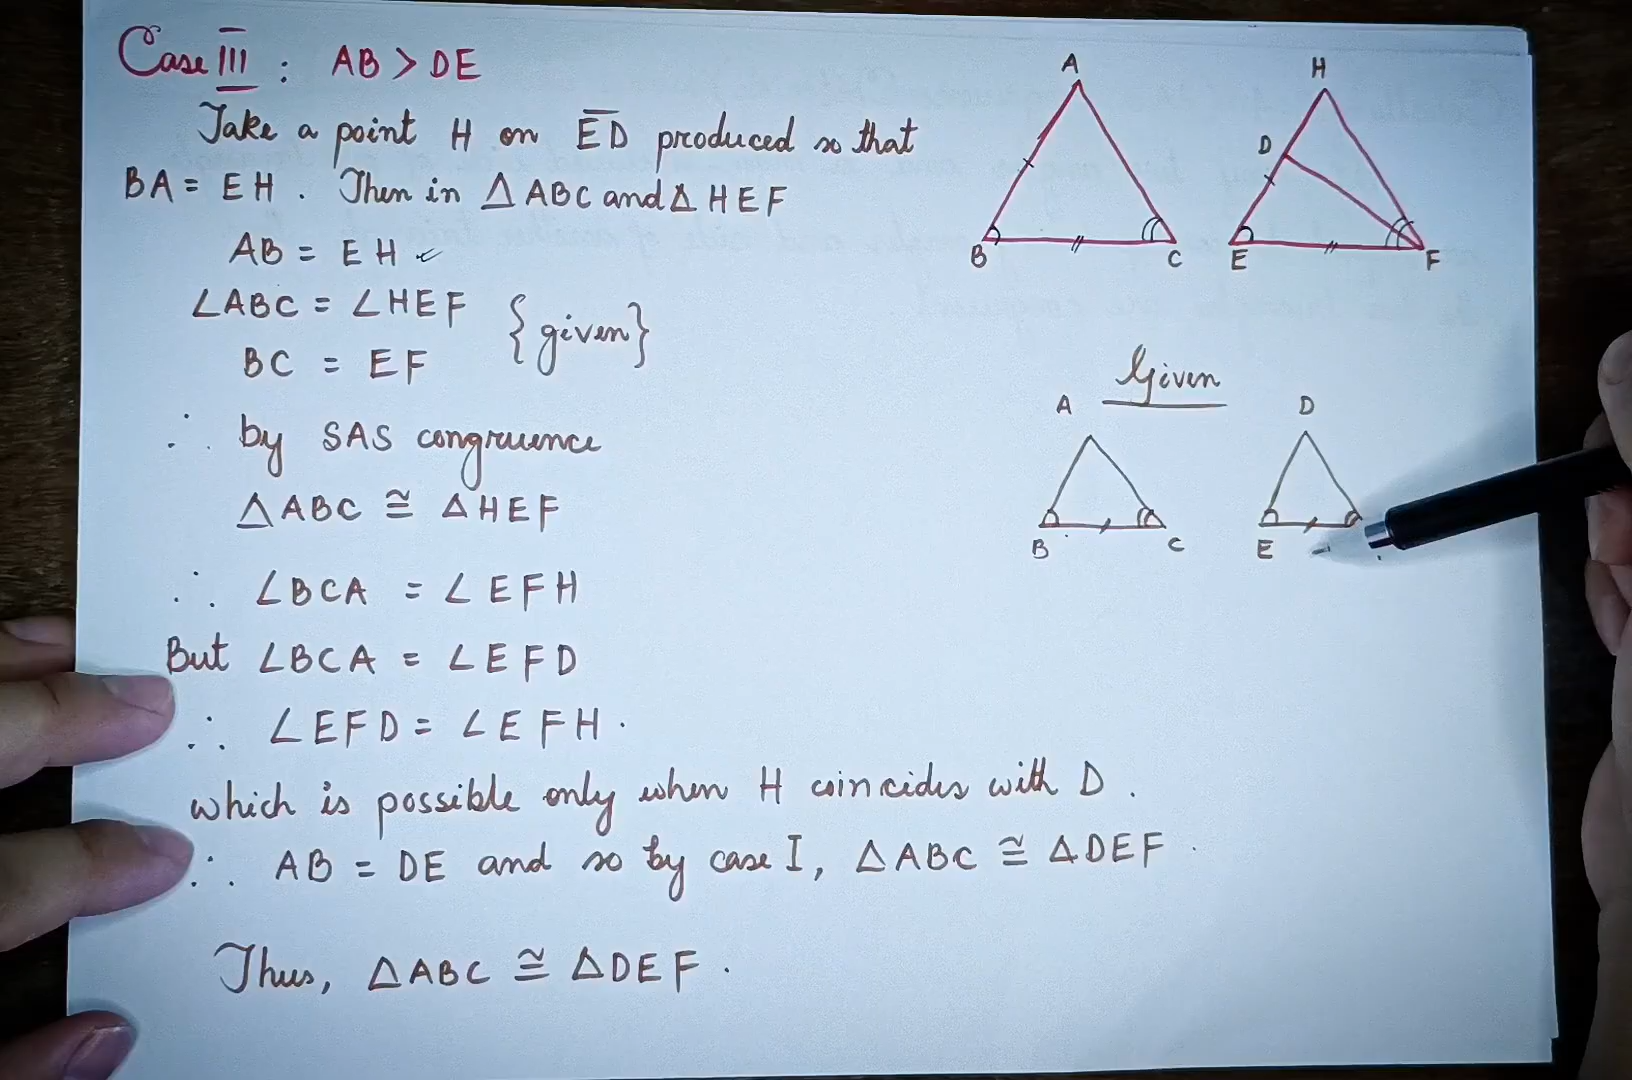 Case III : AB > DE
Take a point H on E̅D̅ produced so that
BA = EH . Then in △ ABC and △ HEF
AB = EH
∠ABC = ∠HEF {given}
BC = EF
∴ by SAS congruence
△ ABC ≅ △ HEF
∴ ∠BCA = ∠EFH
But ∠BCA = ∠EFD
∴ ∠EFD = ∠EFH .
which is possible only when H coincides with D .
∴ AB = DE and so by case I, △ABC ≅ △DEF .
Thus, △ABC ≅ △DEF .
A H
D
B C E F
Given
A D
B C E